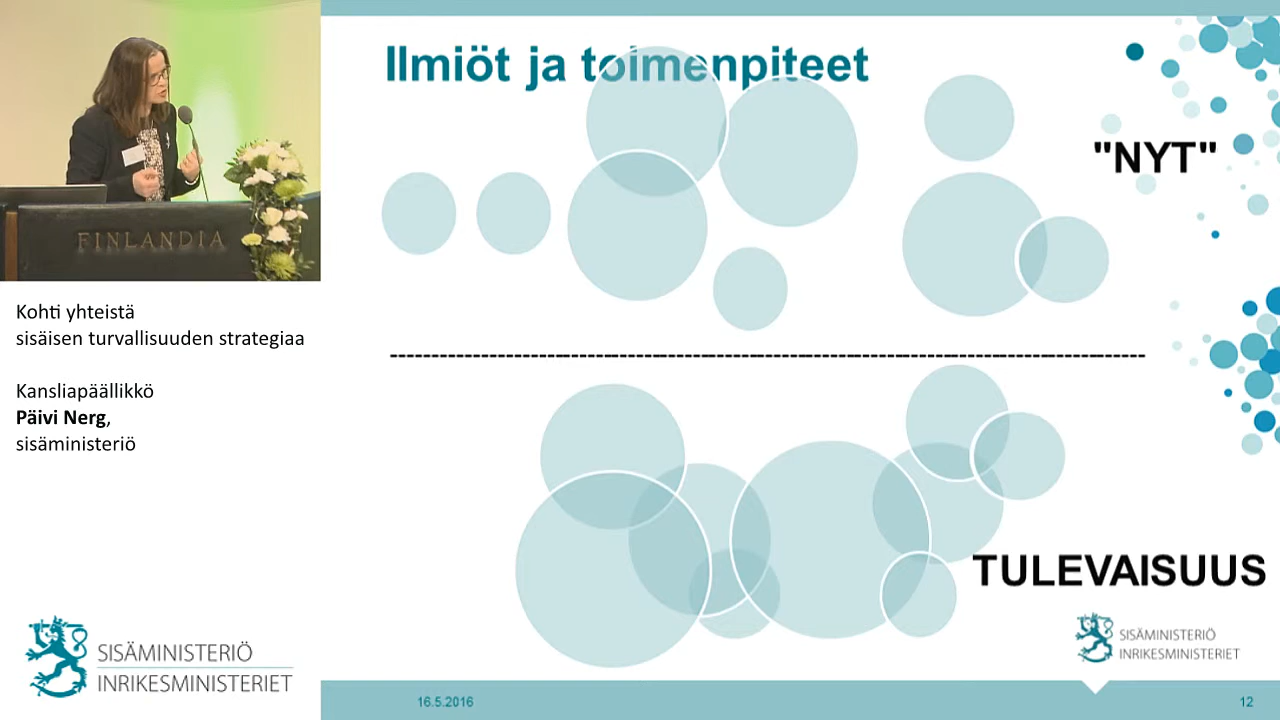 FINLANDIA
Kohti yhteistä
sisäisen turvallisuuden strategiaa
Kansliapäällikkö
Päivi Nerg,
sisäministeriö
SISÄMINISTERIÖ
INRIKESMINISTERIET
Ilmiöt ja toimenpiteet
"NYT"
TULEVAISUUS
SISÄMINISTERIÖ
INRIKESMINISTERIET
16.5.2016
12